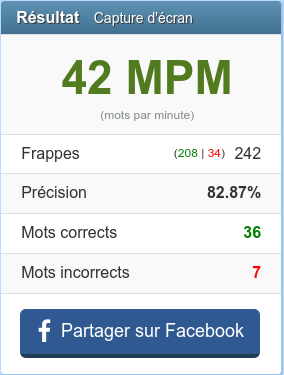 Résultat Capture d'écran
42 MPM
(mots par minute)
Frappes (208 | 34) 242
Précision 82.87%
Mots corrects 36
Mots incorrects 7
Partager sur Facebook